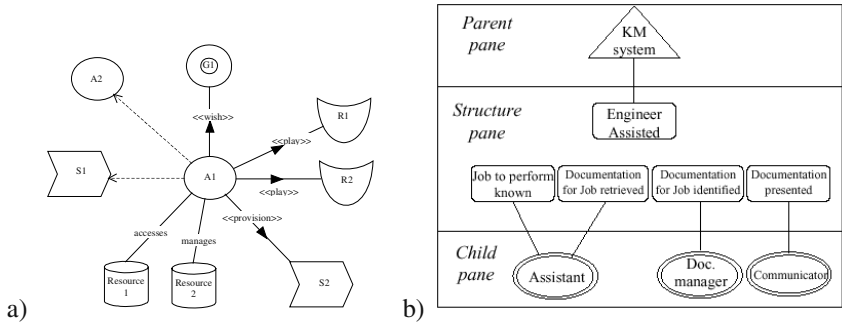 G1
A2
<<wish>>
R1
<<play>>
S1
A1
R2
<<play>>
<<provision>>
accesses
manages
Resource
1
Resource
2
S2
a)
Parent
pane
KM
system
Structure
pane
Engineer
Assisted
Job to perform
known
Documentation
for Job retrieved
Documentation
for Job identified
Documentation
presented
Child
pane
Assistant
Doc.
manager
Communicator
b)